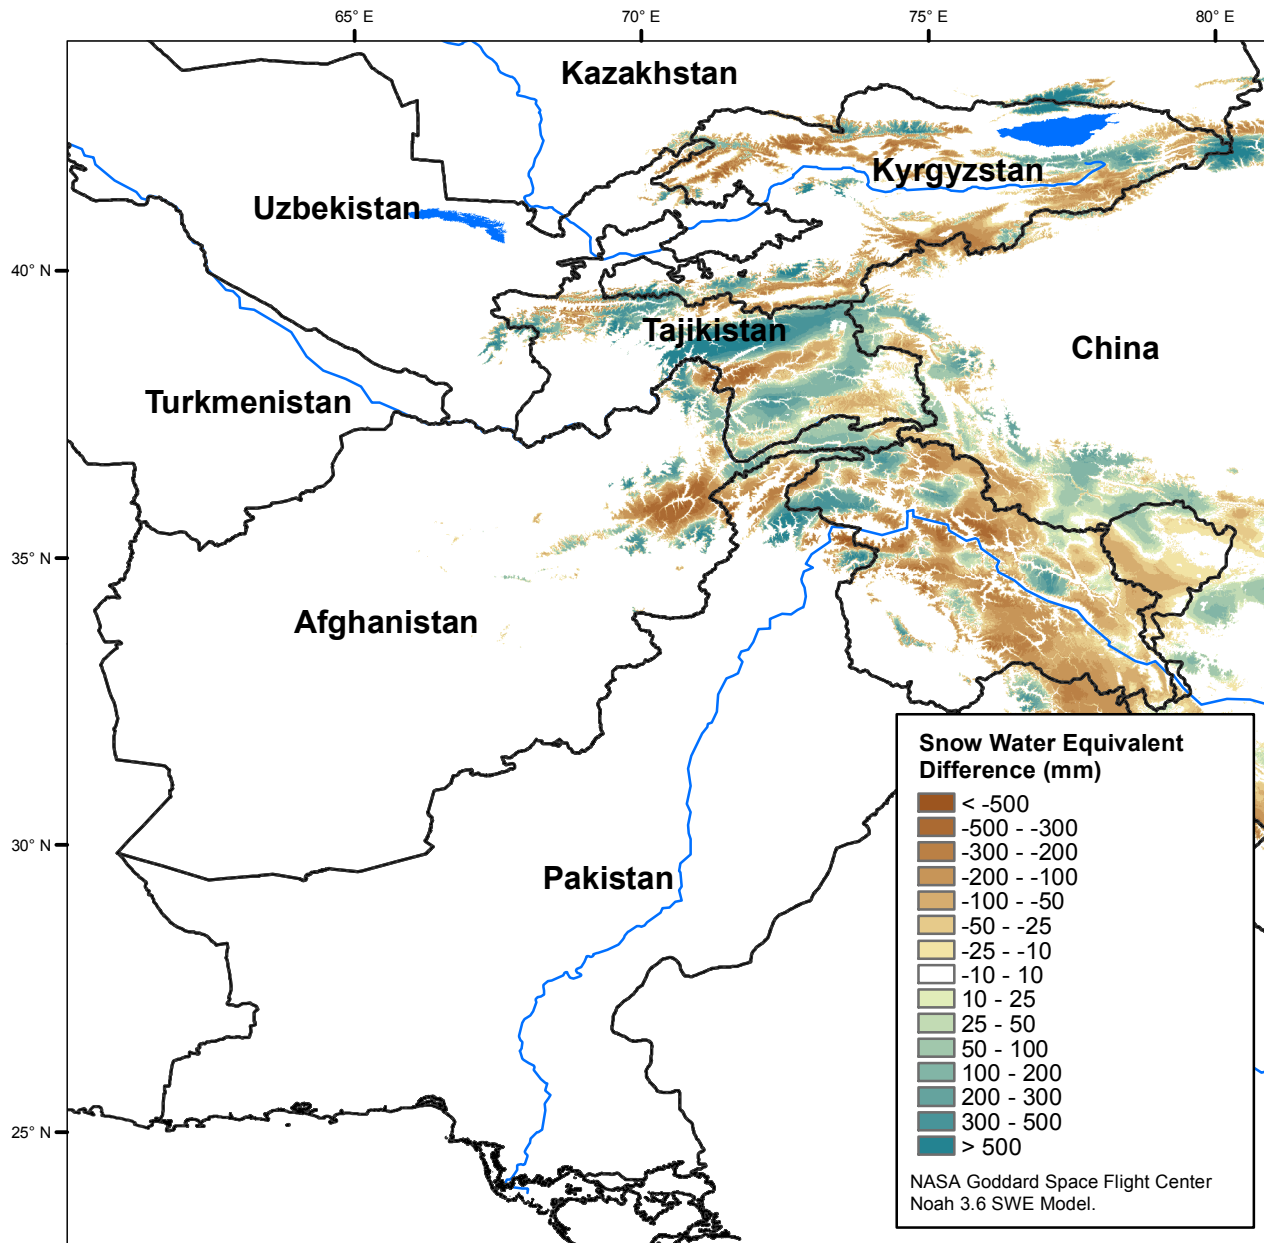 65° E
70° E
75° E
80° E
Kazakhstan
Kyrgyzstan
Uzbekistan
40° N
Tajikistan
China
Turkmenistan
35° N
Afghanistan
30° N
Pakistan
25° N
Snow Water Equivalent
Difference (mm)
< -500
-500 - -300
-300 - -200
-200 - -100
-100 - -50
-50 - -25
-25 - -10
-10 - 10
10 - 25
25 - 50
50 - 100
100 - 200
200 - 300
300 - 500
> 500
NASA Goddard Space Flight Center
Noah 3.6 SWE Model.